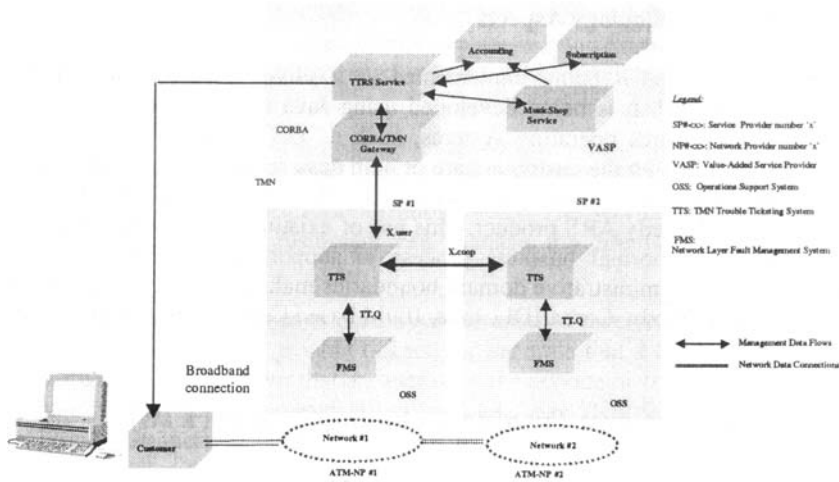 Accounting
Subscription
TTRS Service
MusicShop
Service
CORBA
CORBA/TMN
Gateway
VASP
TMN
SP #1
SP #2
X.user
X.coop
TTS
TTS
TT.Q
TT.Q
FMS
FMS
OSS
OSS
Broadband
connection
Customer
Network #1
Network #2
ATM-NP #1
ATM-NP #2
Legend:
SP#<x>: Service Provider number 'x'
NP#<x>: Network Provider number 'x'
VASP: Value-Added Service Provider
OSS: Operations Support System
TTS: TMN Trouble Ticketing System
FMS:
Network Layer Fault Management System
Management Data Flows
Network Data Connections